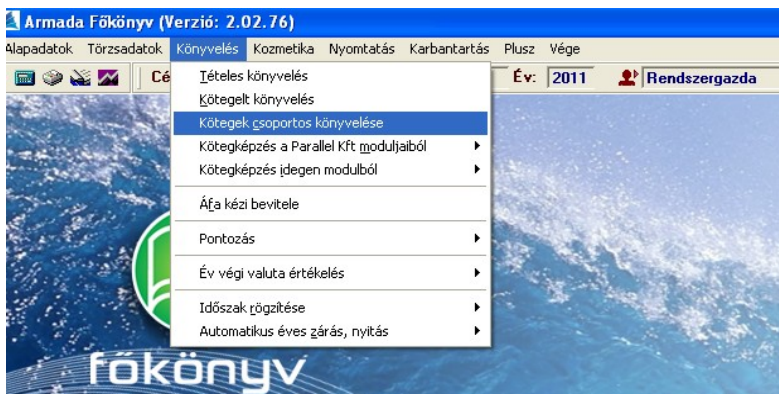 Armada Főkönyv (Verzió: 2.02.76)
Alapadatok Törzsadatok Könyvelés Kozmetika Nyomtatás Karbantartás Plusz Vége
Cé Év: 2011 Rendszergazda
Tételes könyvelés
Kötegelt könyvelés
Kötegek csoportos könyvelése
Kötegképzés a Parallel Kft moduljaiból
Kötegképzés idegen modulból
Áfa kézi bevitele
Pontozás
Év végi valuta értékelés
Időszak rögzítése
Automatikus éves zárás, nyitás
főkönyv